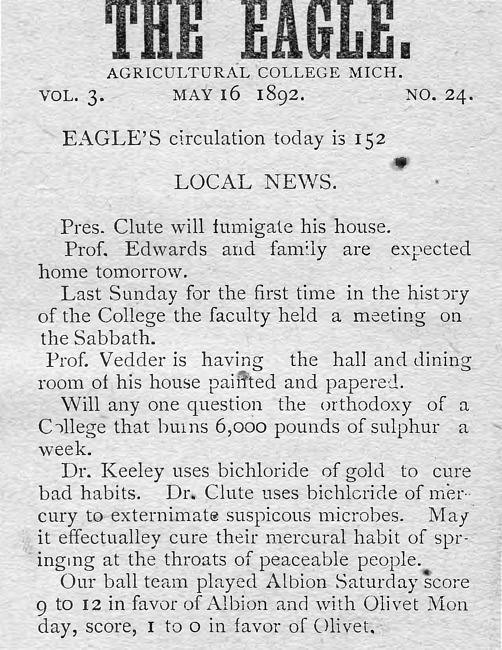 THE EAGLE.
AGRICULTURAL COLLEGE MICH.
VOL. 3. MAY 16 1892. NO. 24.
EAGLE'S circulation today is 152
LOCAL NEWS.
Pres. Clute will fumigate his house.
Prof. Edwards and family are expected
home tomorrow.
Last Sunday for the first time in the history
of the College the faculty held a meeting on
the Sabbath.
Prof. Vedder is having the hall and dining
room of his house painted and papered.
Will any one question the orthodoxy of a
College that burns 6,000 pounds of sulphur a
week.
Dr. Keeley uses bichloride of gold to cure
bad habits. Dr. Clute uses bichloride of mer-
cury to externimate suspicous microbes. May
it effectualley cure their mercural habit of spr-
inging at the throats of peaceable people.
Our ball team played Albion Saturday score
9 to 12 in favor of Albion and with Olivet Mon
day, score, 1 to 0 in favor of Olivet.